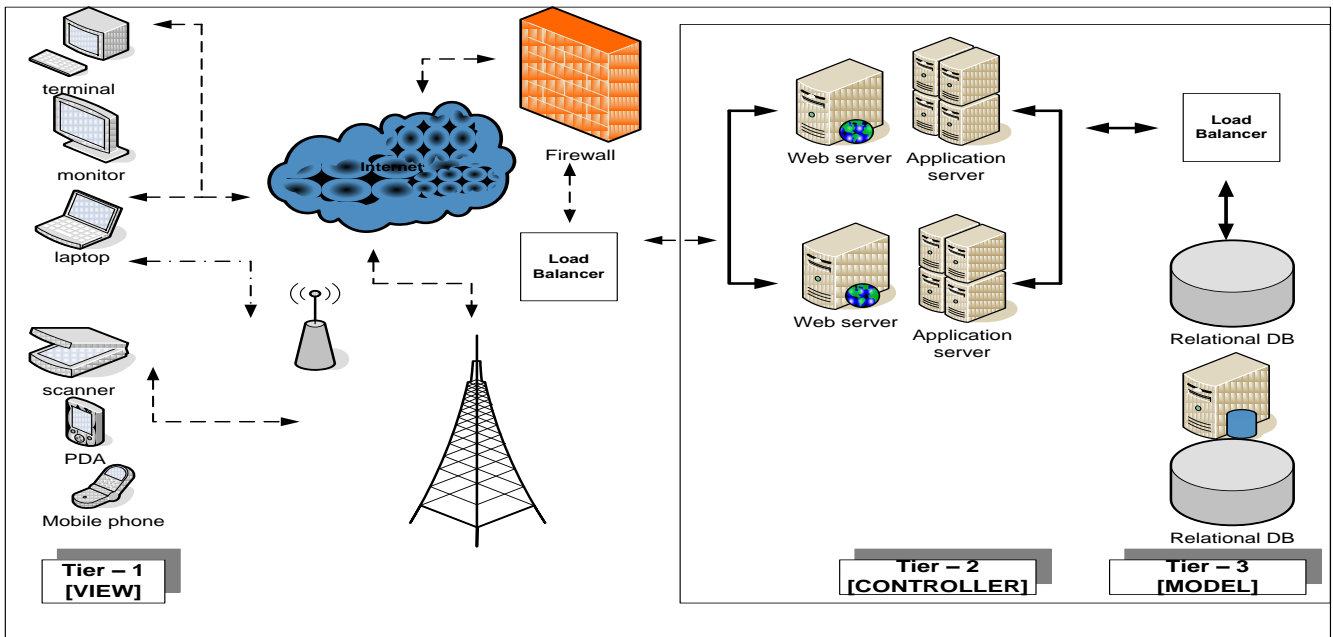 terminal
monitor
laptop
scanner
PDA
Mobile phone
Tier – 1
[VIEW]
Internet
Firewall
Load
Balancer
Web server
Application
server
Web server
Application
server
Tier – 2
[CONTROLLER]
Load
Balancer
Relational DB
Relational DB
Tier – 3
[MODEL]